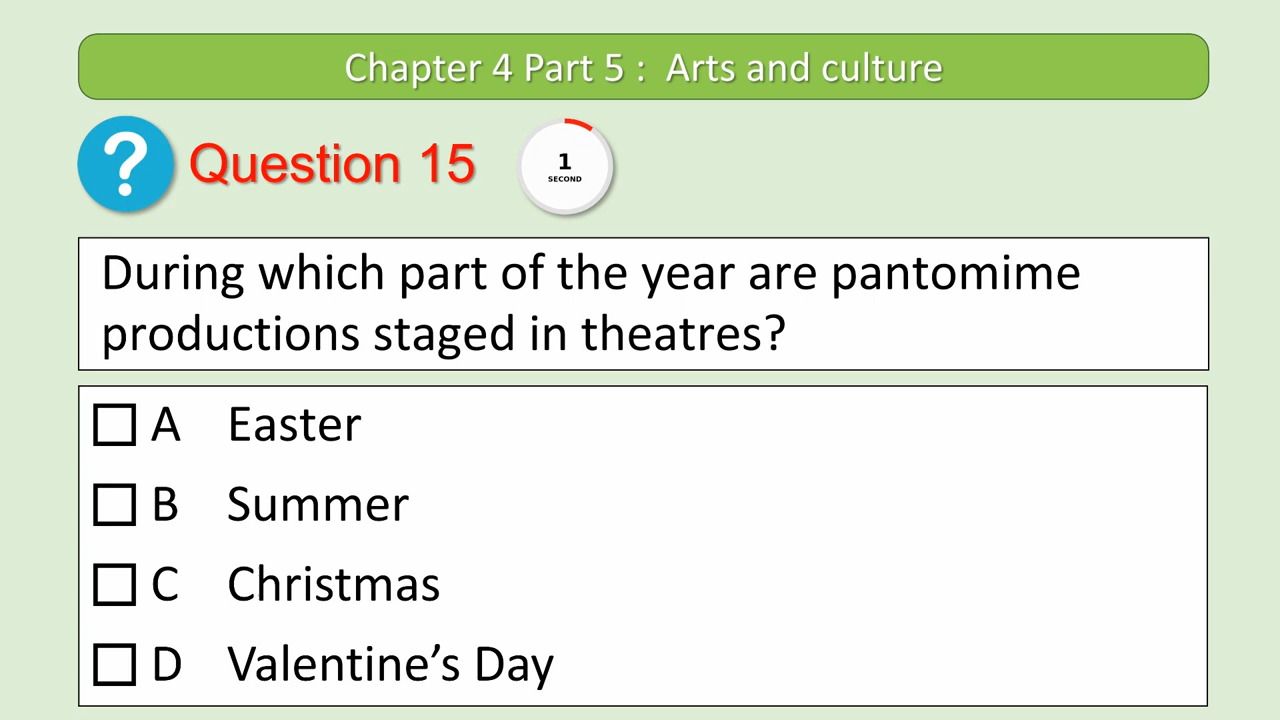 Chapter 4 Part 5 : Arts and culture
?
Question 15
1
SECOND
During which part of the year are pantomime
productions staged in theatres?
A Easter
B Summer
C Christmas
D Valentine’s Day